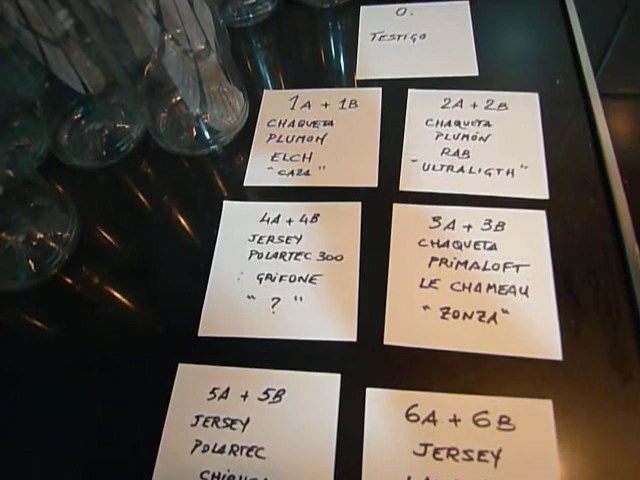 0.
TESTIGO
1A + 1B
CHAQUETA
PLUMÓN
ELCH
"CAZA"
2A + 2B
CHAQUETA
PLUMÓN
RAB
"ULTRALIGTH"
4A + 4B
JERSEY
POLARTEC 300
GRIFONE
" ? "
3A + 3B
CHAQUETA
PRIMALOFT
LE CHAMEAU
"ZONZA"
5A + 5B
JERSEY
POLARTEC
6A + 6B
JERSEY